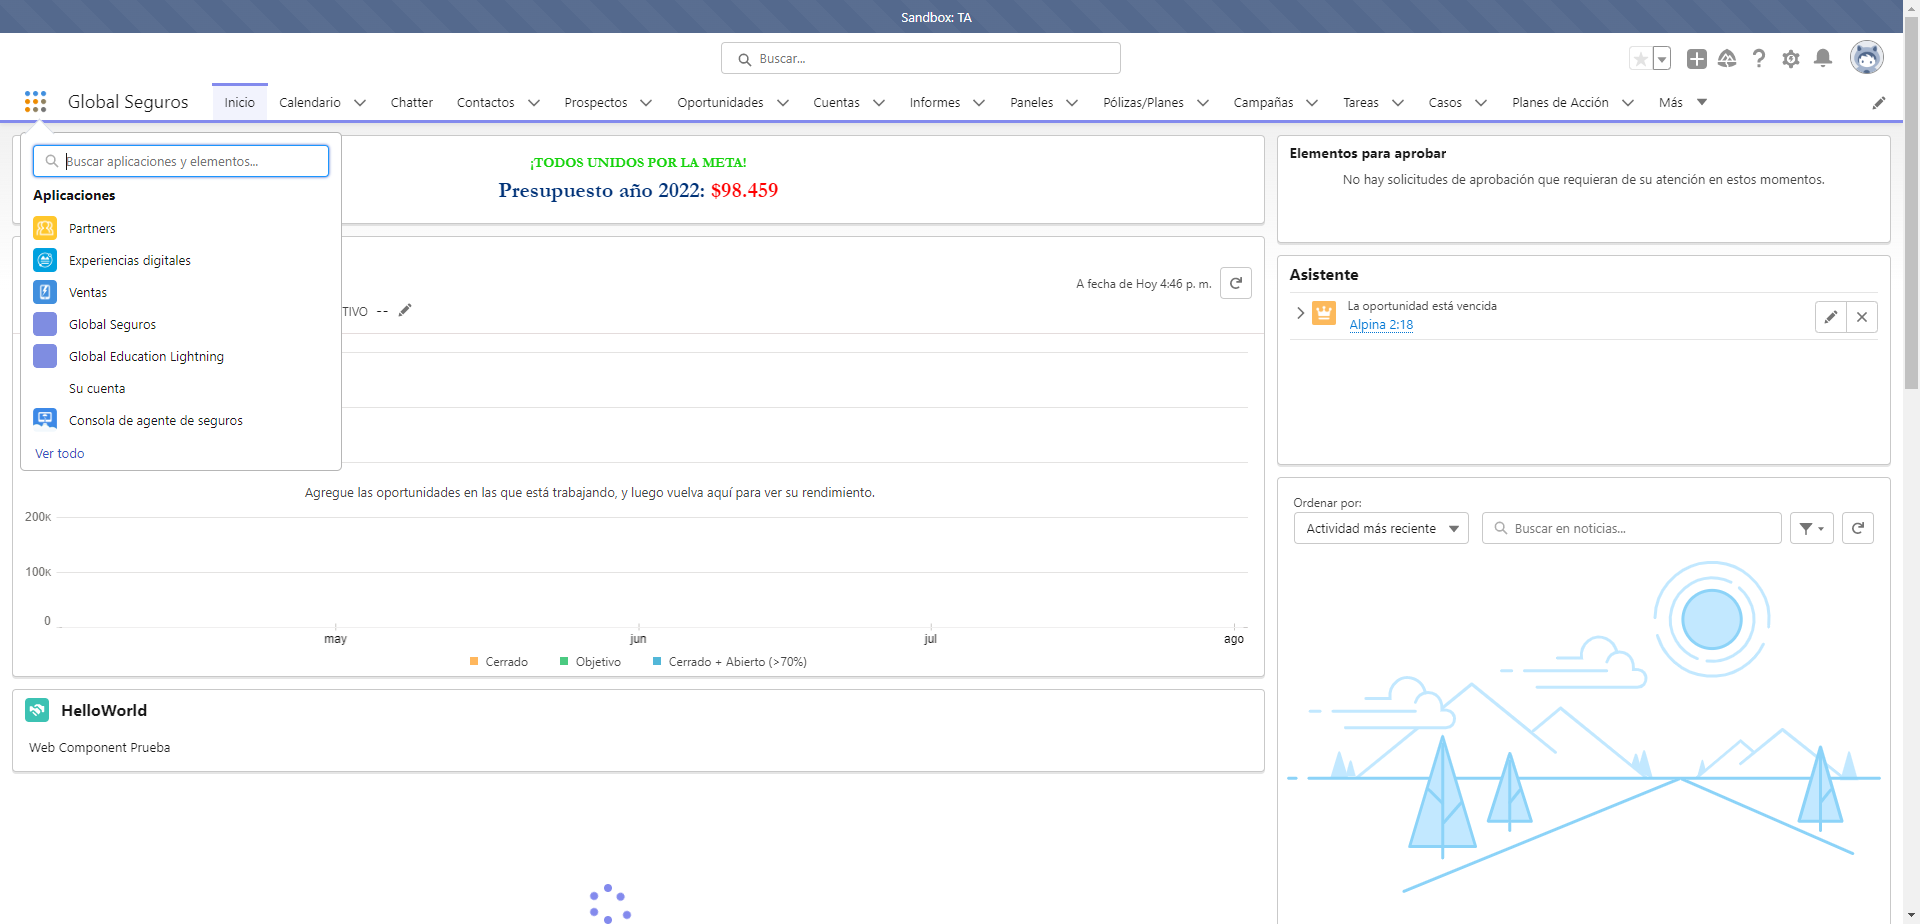 Sandbox: TA
Buscar...
Global Seguros
Inicio
Calendario
Chatter
Contactos
Prospectos
Oportunidades
Cuentas
Informes
Paneles
Pólizas/Planes
Campañas
Tareas
Casos
Planes de Acción
Más
Buscar aplicaciones y elementos...
Aplicaciones
Partners
Experiencias digitales
Ventas
Global Seguros
Global Education Lightning
Su cuenta
Consola de agente de seguros
Ver todo
¡TODOS UNIDOS POR LA META!
Presupuesto año 2022: $98.459
A fecha de Hoy 4:46 p. m.
TIVO --
Agregue las oportunidades en las que está trabajando, y luego vuelva aquí para ver su rendimiento.
200K
100K
0
may
jun
jul
ago
Cerrado
Objetivo
Cerrado + Abierto (>70%)
HelloWorld
Web Component Prueba
Elementos para aprobar
No hay solicitudes de aprobación que requieran de su atención en estos momentos.
Asistente
La oportunidad está vencida
Alpina 2:18
Ordenar por:
Actividad más reciente
Buscar en noticias...